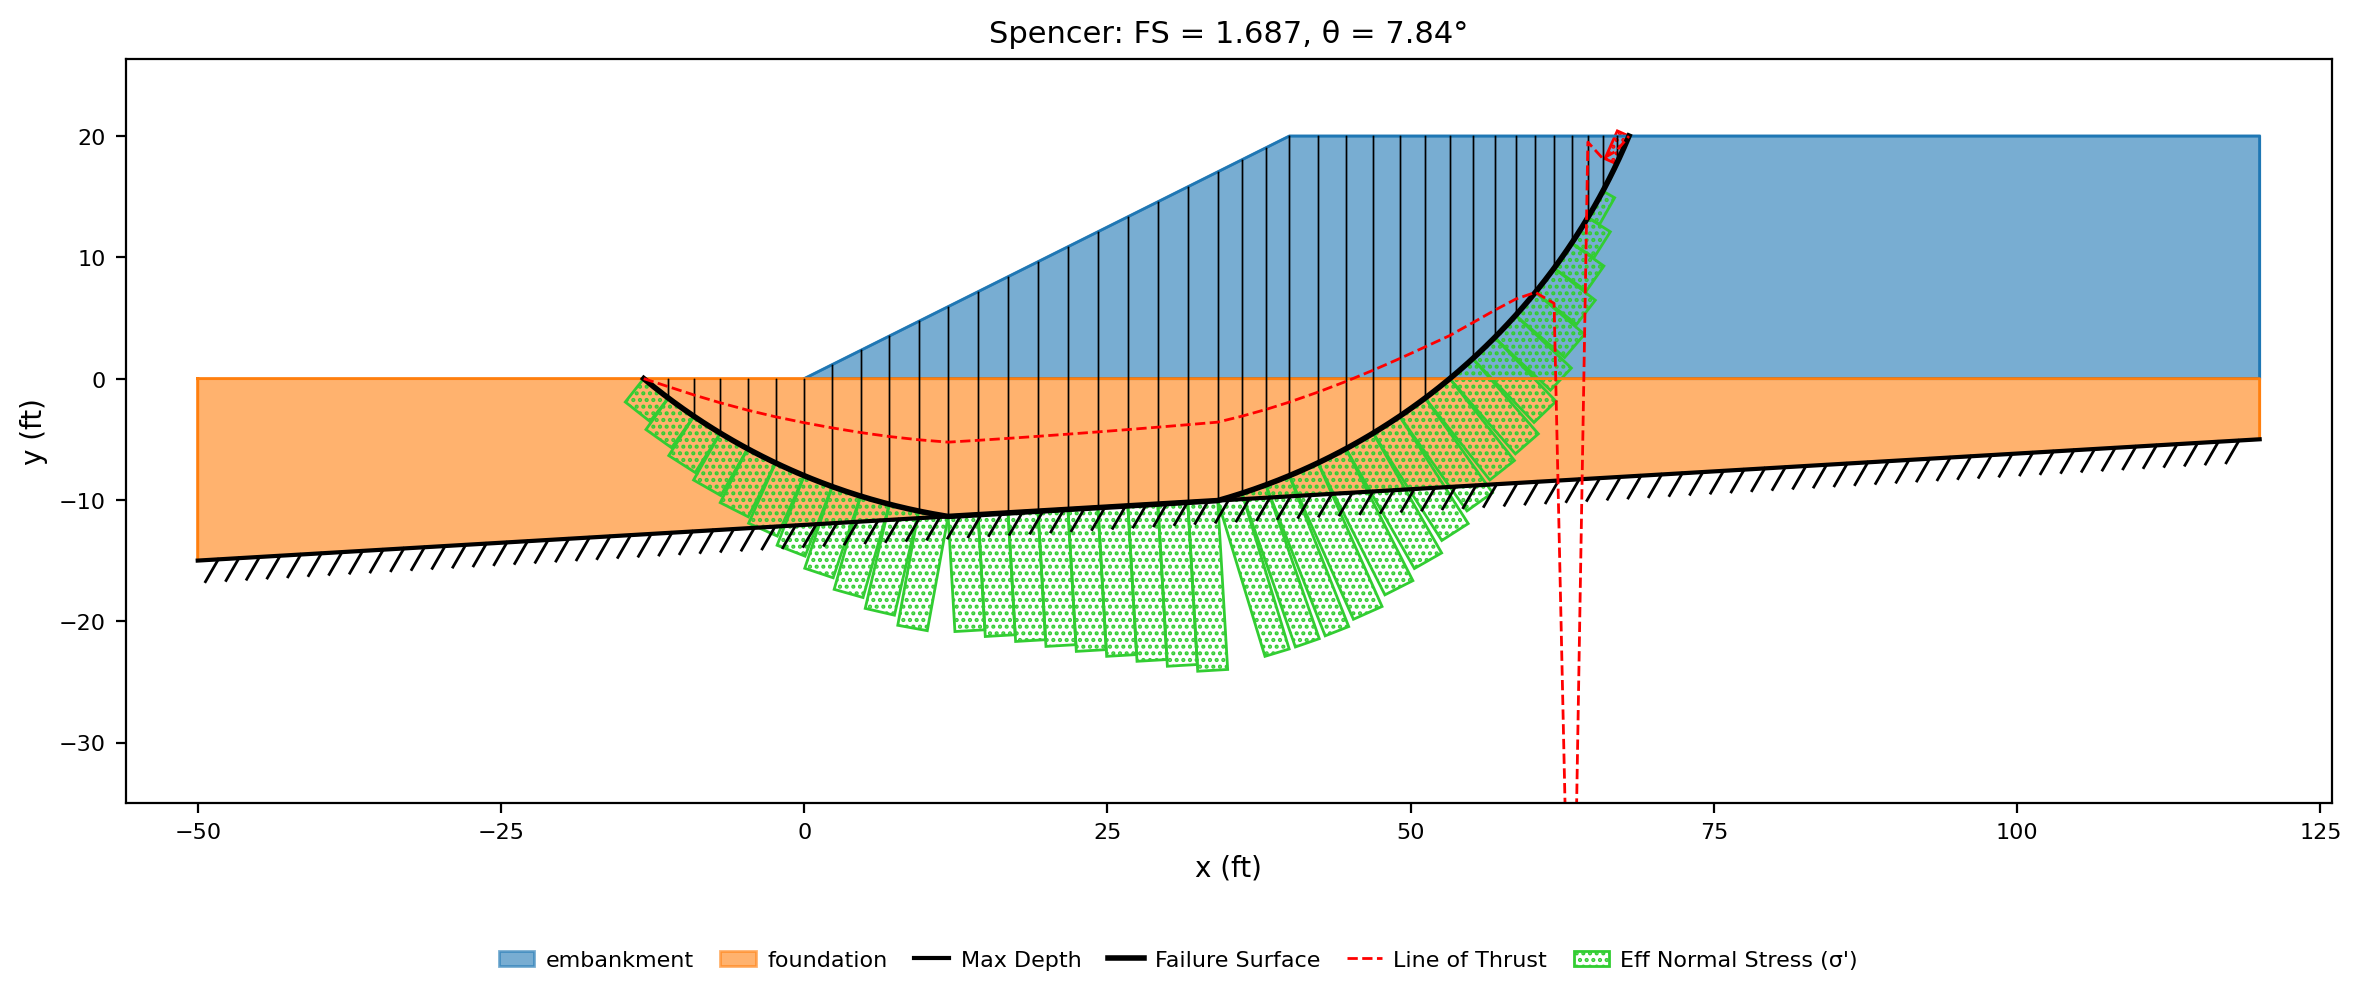 Spencer: FS = 1.687, θ = 7.84°
y (ft)
20
10
0
−10
−20
−30
−50
−25
0
25
50
75
100
125
x (ft)
embankment
foundation
Max Depth
Failure Surface
Line of Thrust
Eff Normal Stress (σ')